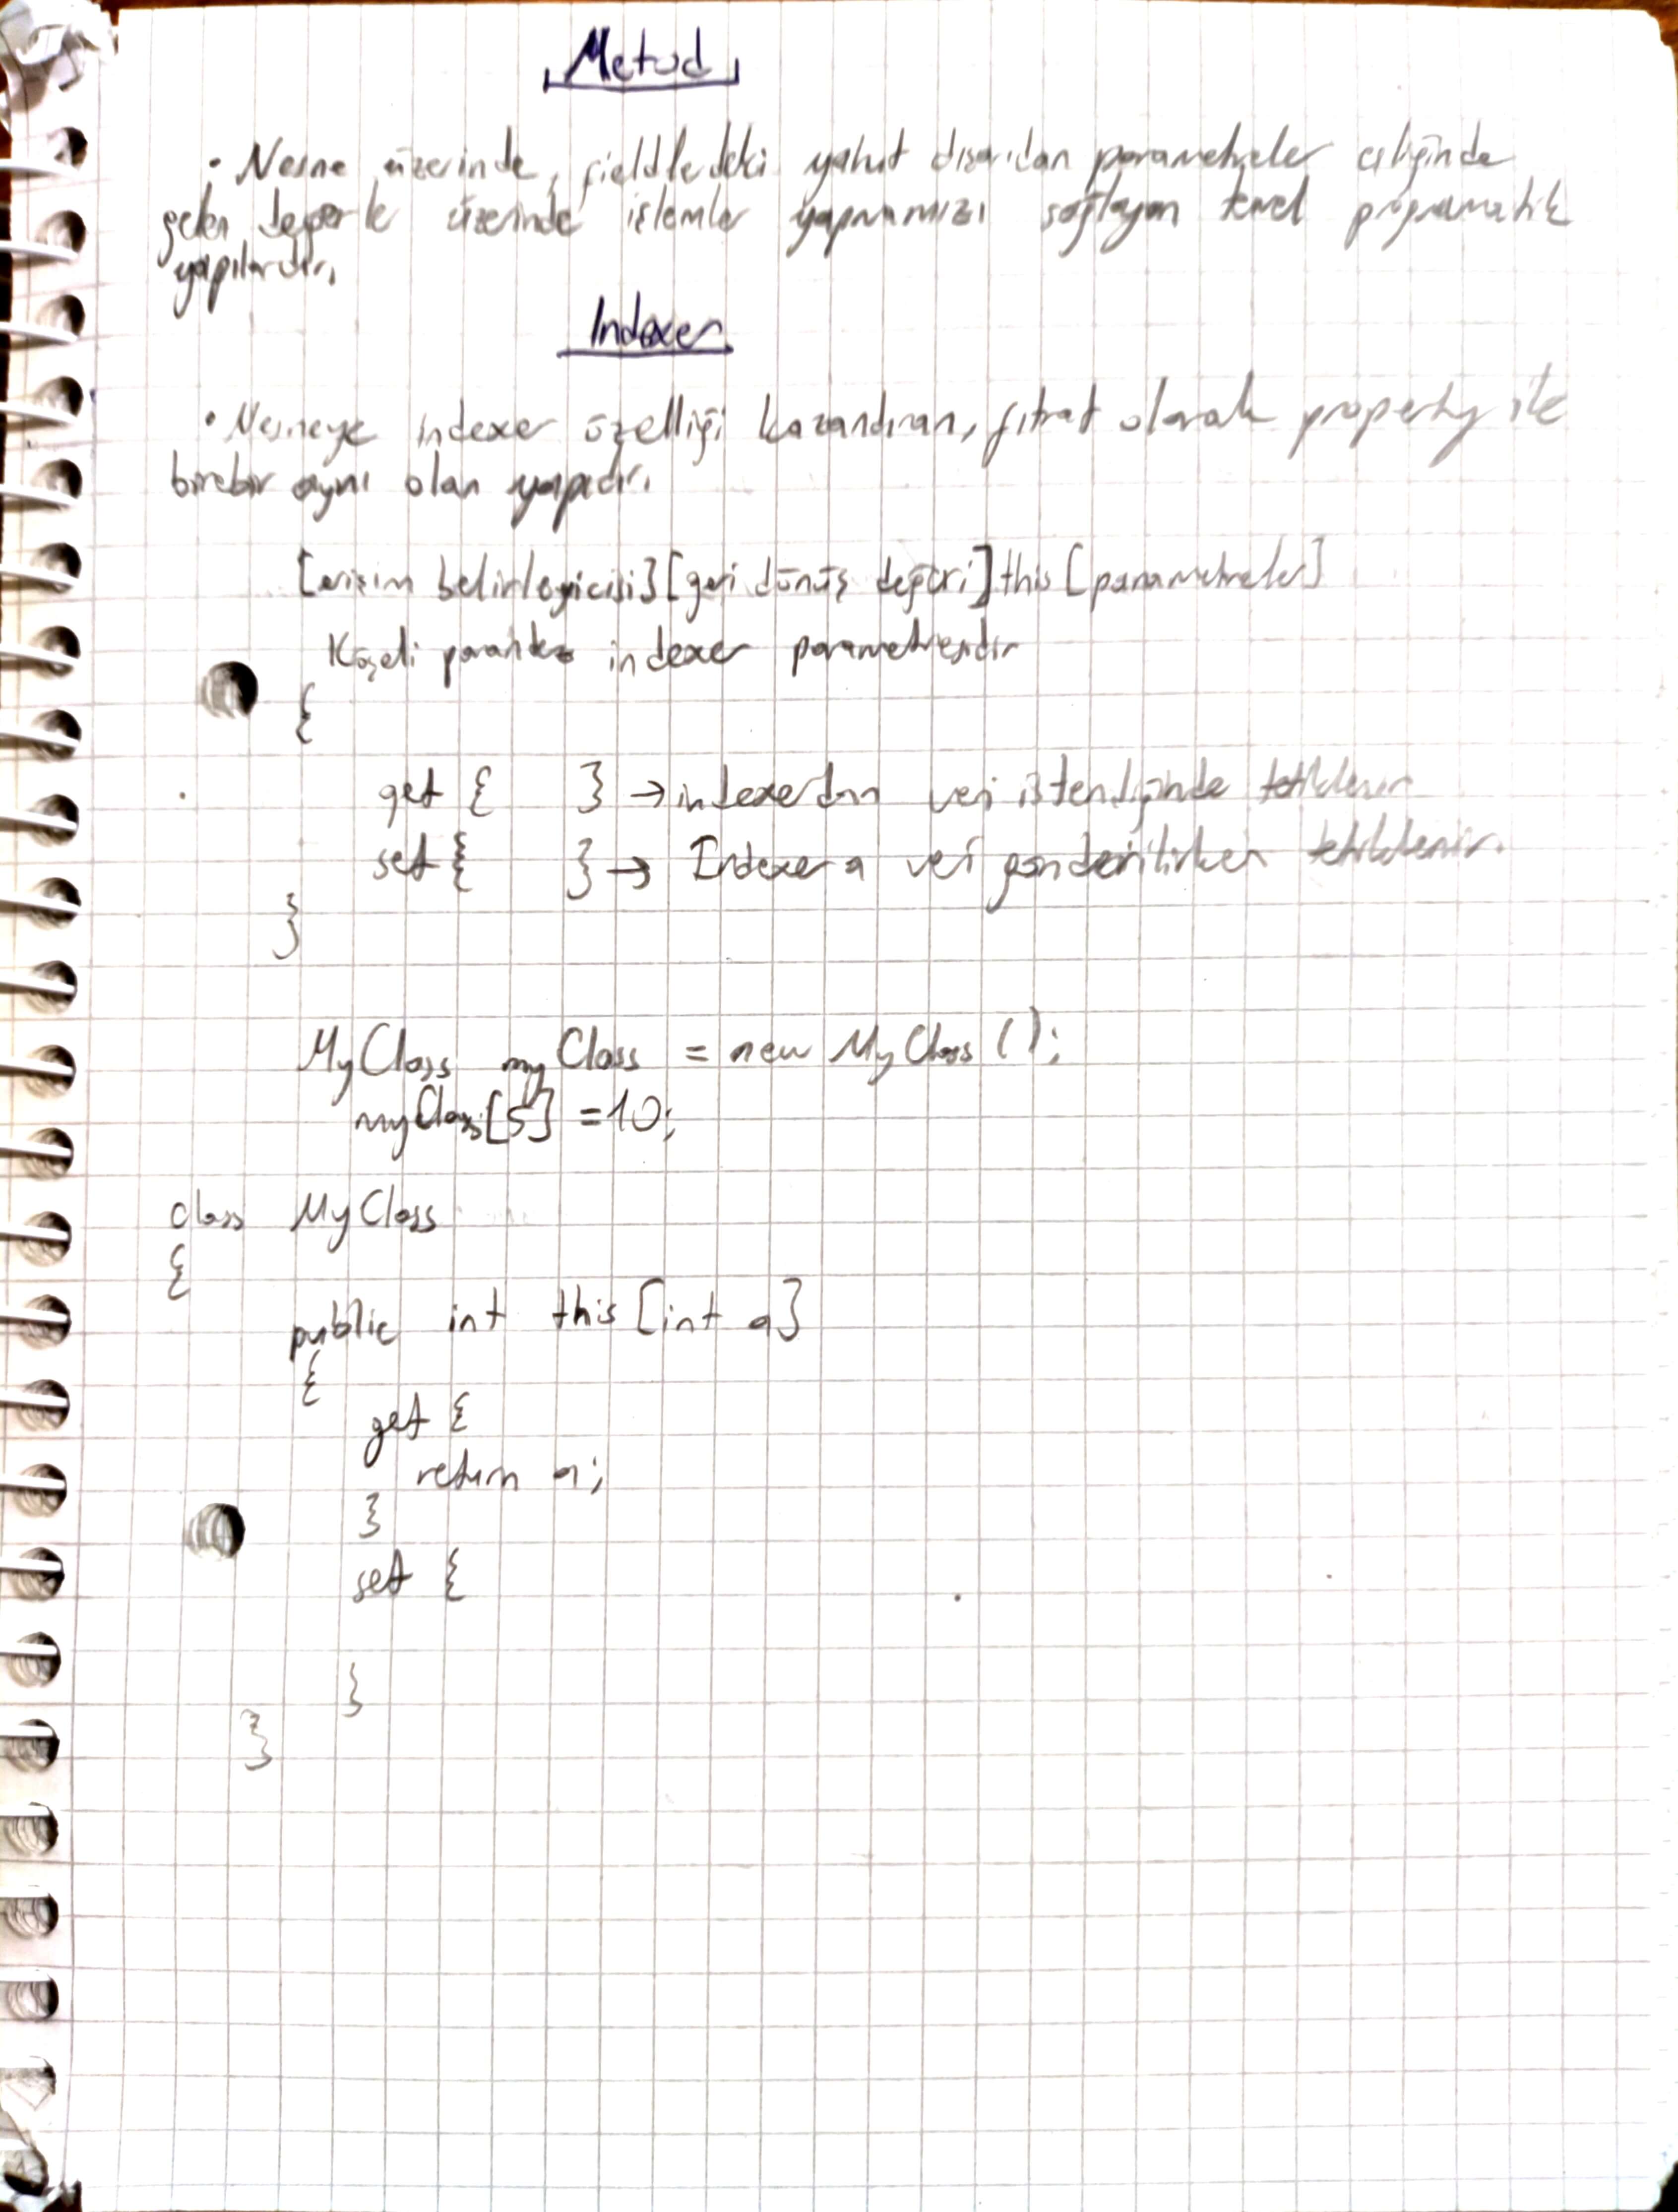 Metod
• Nesne üzerinde, fieldlerdeki yahut dışarıdan parametreler eşliğinde
gelen değerler üzerinde işlemler yapmamızı sağlayan temel programatik
yapılardır.
Indexer
• Nesneye indexer özelliği kazandıran, fıtrat olarak property ile
birebir aynı olan yapıdır.
[erişim belirleyicisi][geri dönüş değeri]this[parametreler]
Köşeli parantez indexer parametresidir
{
get { } → indexerdan veri istendiğinde tetiklenir
set { } → Indexer a veri gönderilirken tetiklenir.
}
MyClass myClass = new MyClass();
myClass[5] = 10;
class MyClass
{
public int this [int a]
{
get {
return a;
}
set {
}
}